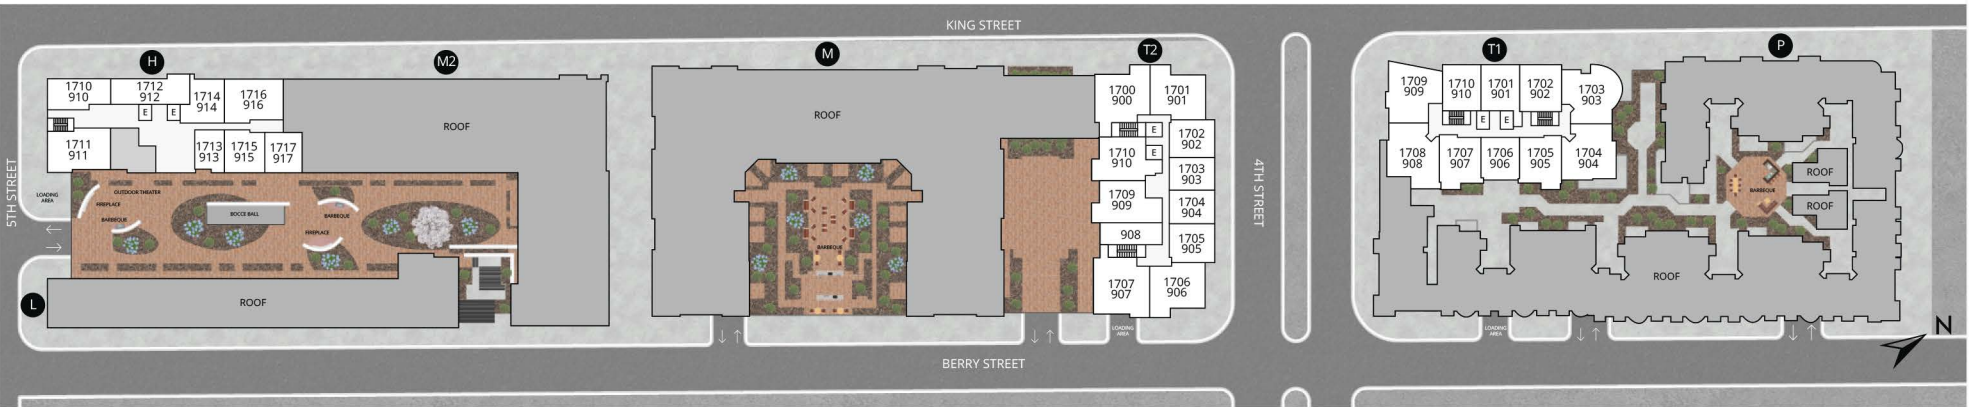 KING STREET
H
M2
M
T2
T1
P
L
1710
910
1712
912
1714
914
1716
916
E
E
1711
911
1713
913
1715
915
1717
917
ROOF
OUTDOOR THEATER
FIREPLACE
BARBEQUE
BOCCE BALL
BARBEQUE
FIREPLACE
LOADING
AREA
5TH STREET
ROOF
ROOF
BARBEQUE
1700
900
1701
901
E
1702
902
E
1710
910
1703
903
1709
909
1704
904
908
1705
905
1707
907
1706
906
LOADING
AREA
4TH STREET
1709
909
1710
910
1701
901
1702
902
1703
903
E
E
1708
908
1707
907
1706
906
1705
905
1704
904
BARBEQUE
ROOF
ROOF
ROOF
LOADING
AREA
N
BERRY STREET